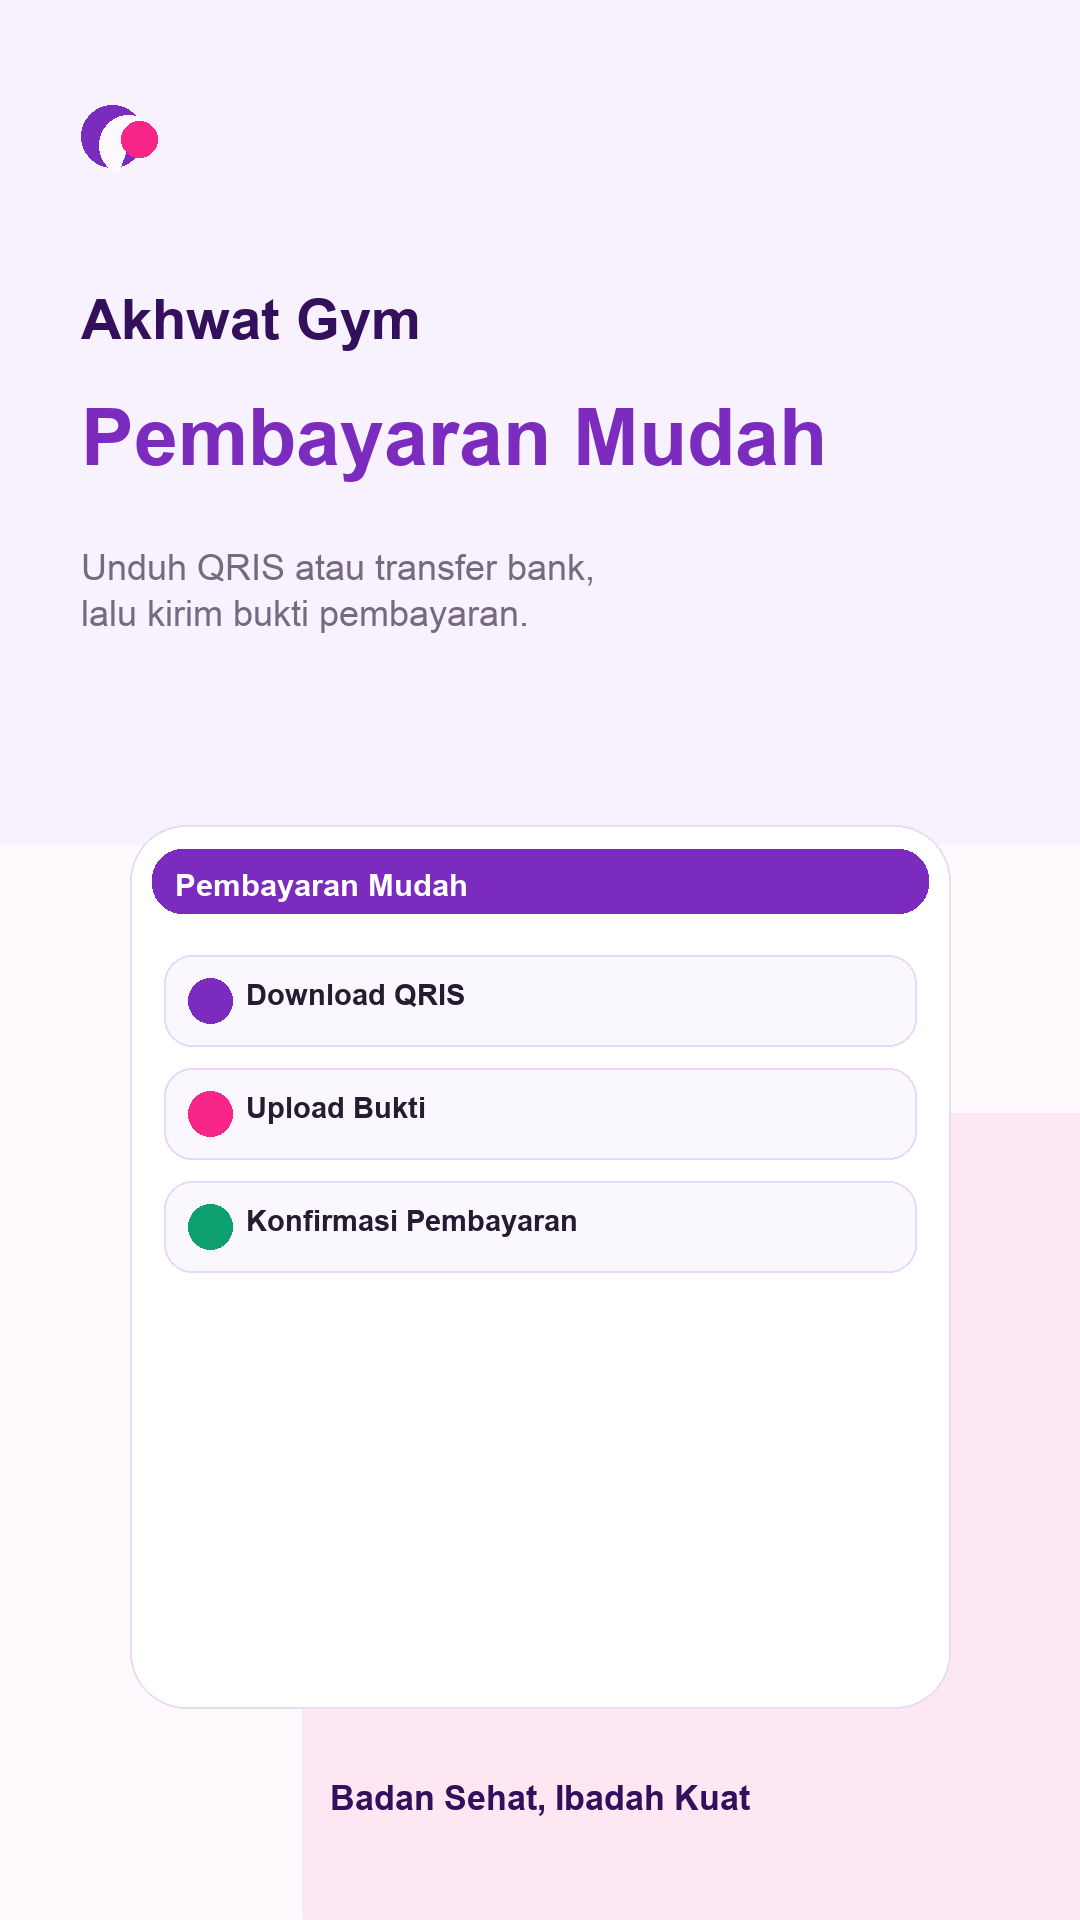 Akhwat Gym
Pembayaran Mudah
Unduh QRIS atau transfer bank,
lalu kirim bukti pembayaran.
Pembayaran Mudah
Download QRIS
Upload Bukti
Konfirmasi Pembayaran
Badan Sehat, Ibadah Kuat